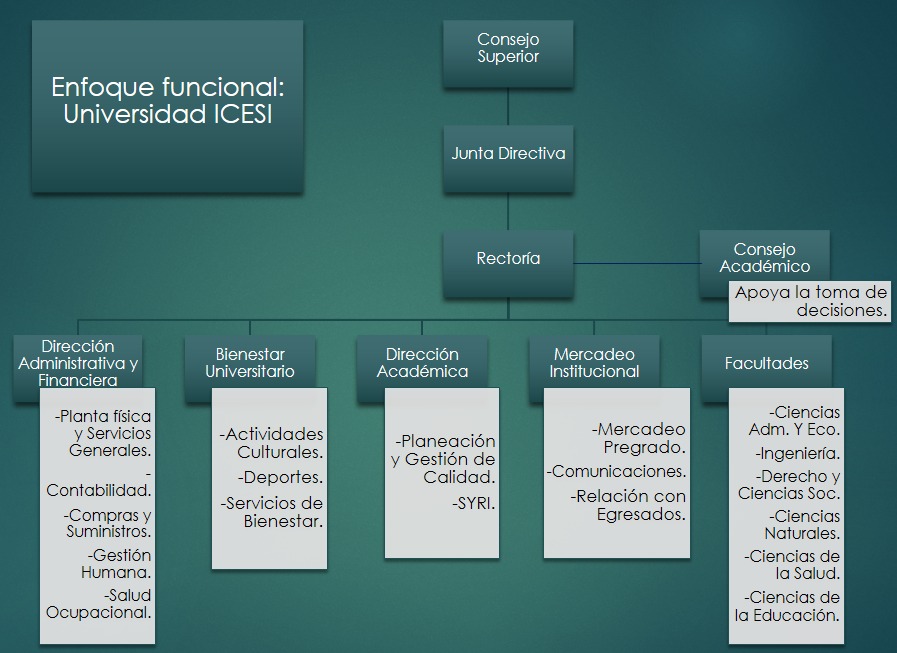 Enfoque funcional:
Universidad ICESI
Consejo
Superior
Junta Directiva
Rectoría
Consejo
Académico
Apoya la toma de
decisiones.
Dirección
Administrativa y
Financiera
-Planta física
y Servicios
Generales.
-
Contabilidad.
-Compras y
Suministros.
-Gestión
Humana.
-Salud
Ocupacional.
Bienestar
Universitario
-Actividades
Culturales.
-Deportes.
-Servicios de
Bienestar.
Dirección
Académica
-Planeación
y Gestión de
Calidad.
-SYRI.
Mercadeo
Institucional
-Mercadeo
Pregrado.
-Comunicaciones.
-Relación con
Egresados.
Facultades
-Ciencias
Adm. Y Eco.
-Ingeniería.
-Derecho y
Ciencias Soc.
-Ciencias
Naturales.
-Ciencias de
la Salud.
-Ciencias de
la Educación.